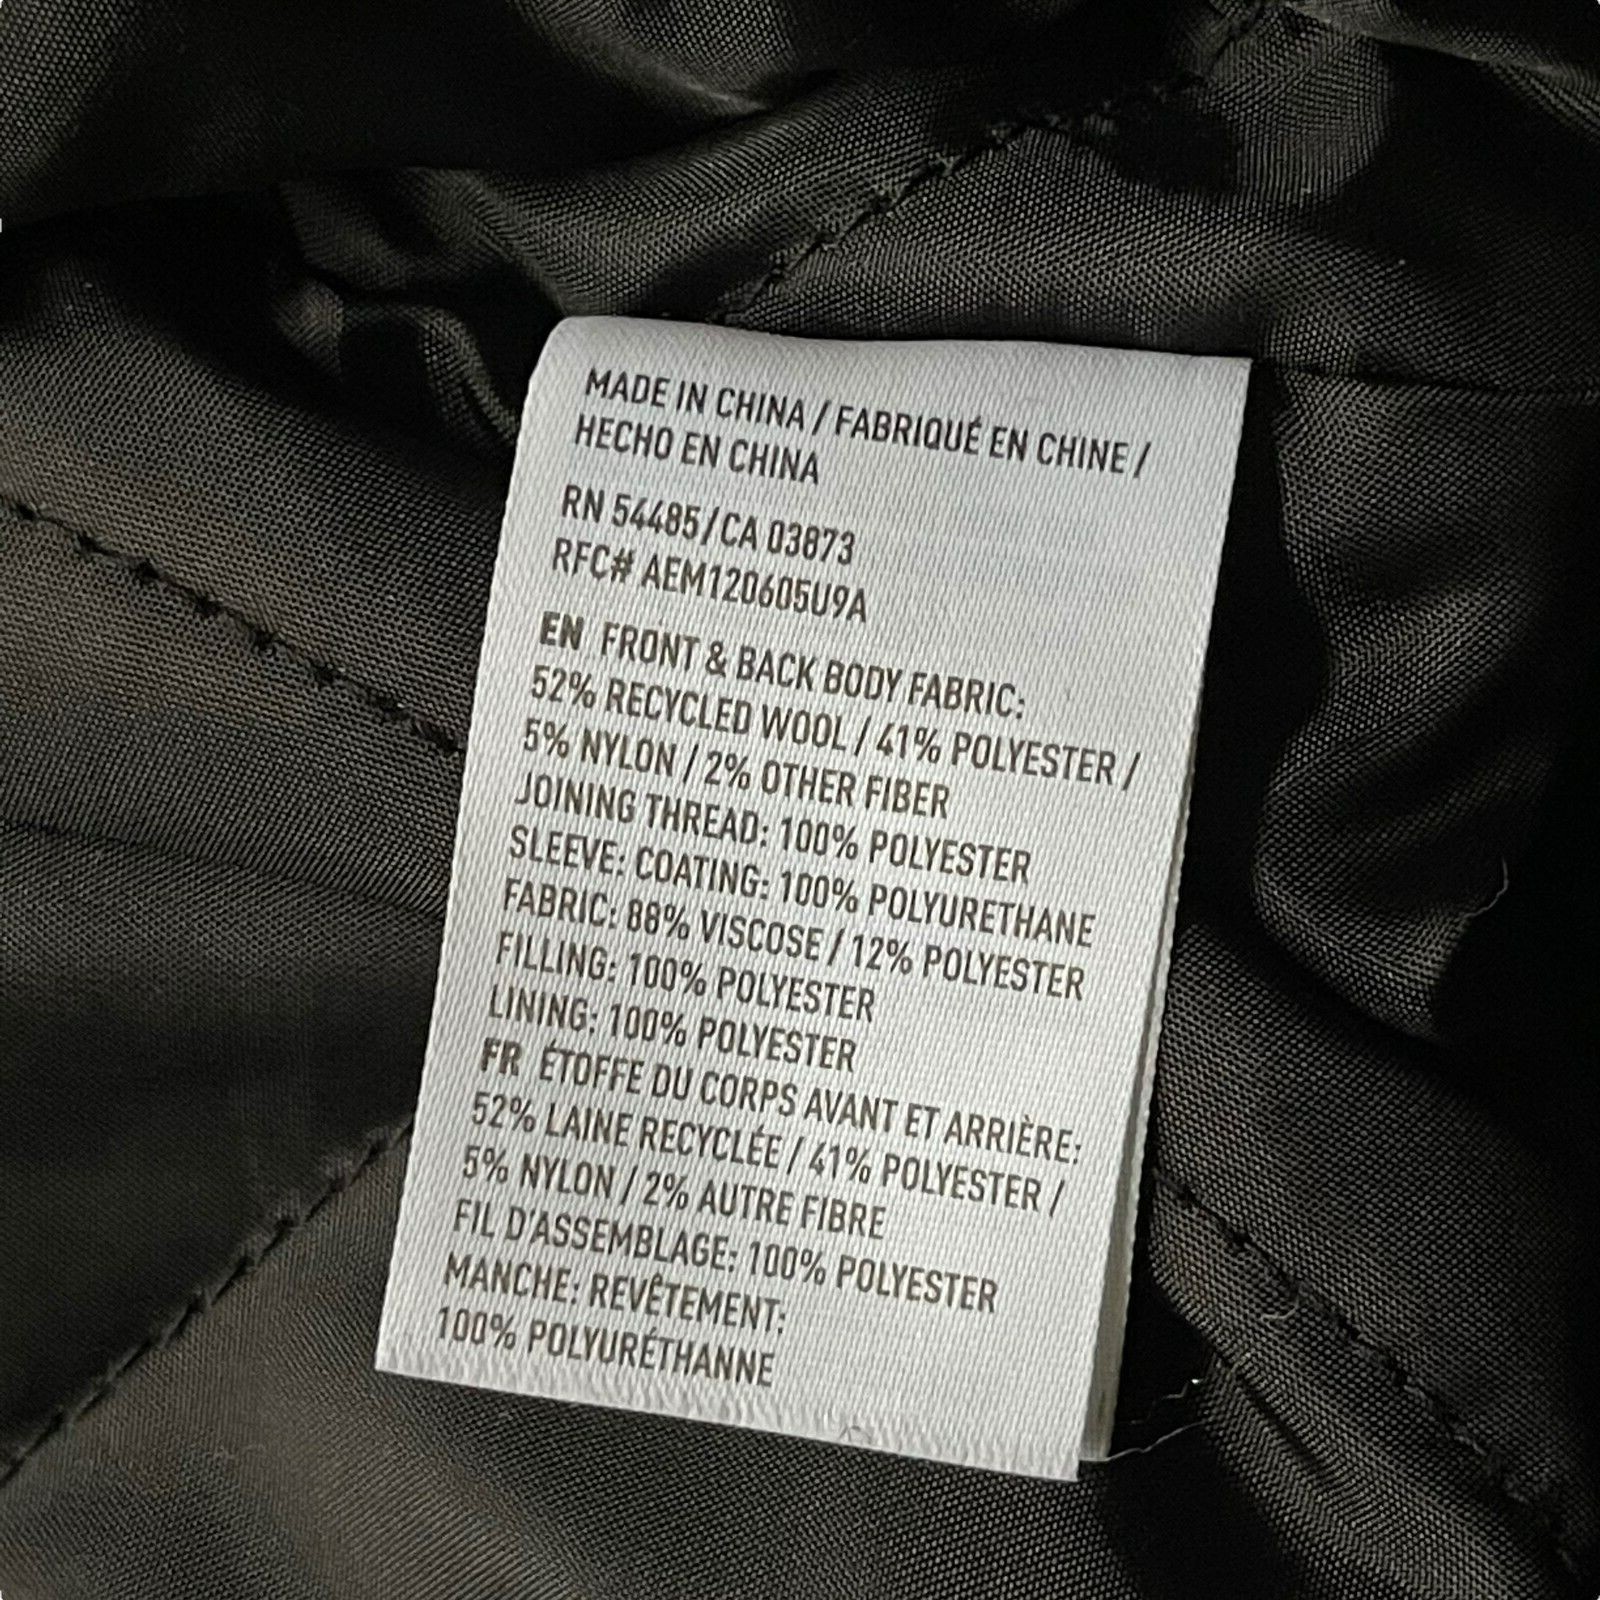 MADE IN CHINA / FABRIQUÉ EN CHINE /
HECHO EN CHINA
RN 54485/CA 03873
RFC# AEM120605U9A
EN FRONT & BACK BODY FABRIC:
52% RECYCLED WOOL / 41% POLYESTER /
5% NYLON / 2% OTHER FIBER
JOINING THREAD: 100% POLYESTER
SLEEVE: COATING: 100% POLYURETHANE
FABRIC: 88% VISCOSE / 12% POLYESTER
FILLING: 100% POLYESTER
LINING: 100% POLYESTER
FR ÉTOFFE DU CORPS AVANT ET ARRIÈRE:
52% LAINE RECYCLÉE / 41% POLYESTER /
5% NYLON / 2% AUTRE FIBRE
FIL D'ASSEMBLAGE: 100% POLYESTER
MANCHE: REVÊTEMENT:
100% POLYURÉTHANNE